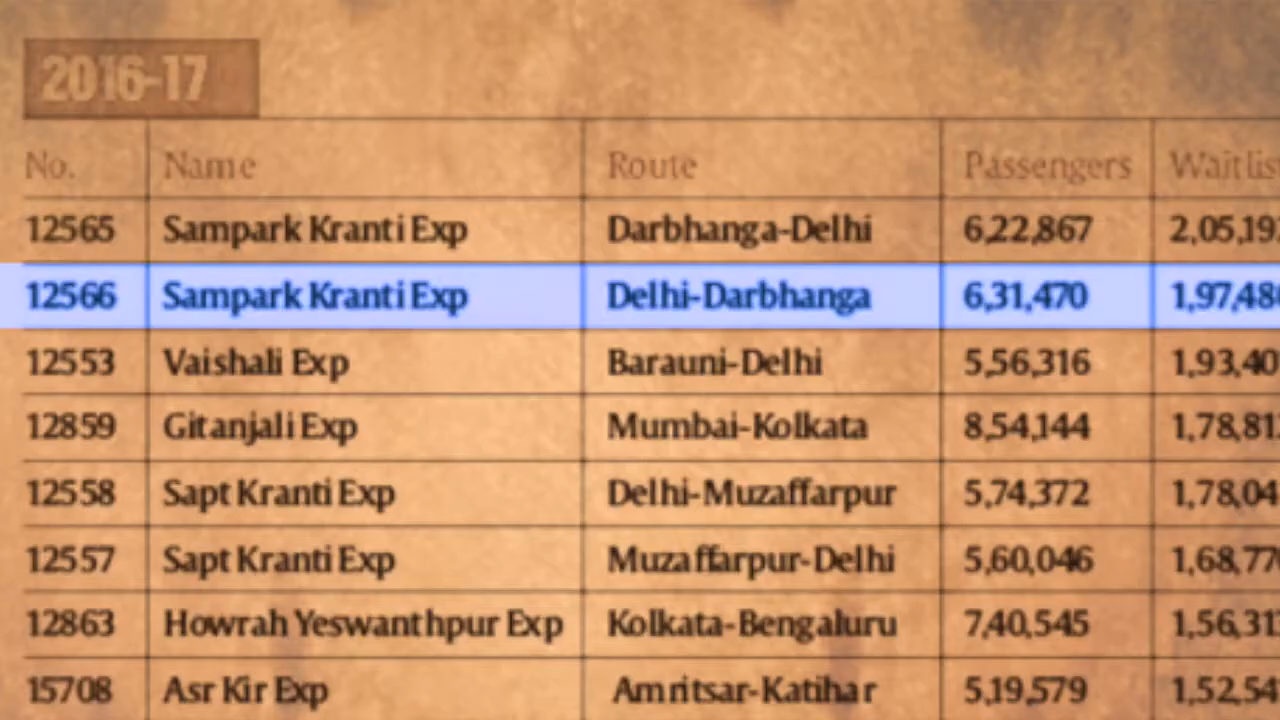 2016-17
No. Name Route Passengers
12565 Sampark Kranti Exp Darbhanga-Delhi 6,22,867
12566 Sampark Kranti Exp Delhi-Darbhanga 6,31,470
12553 Vaishali Exp Barauni-Delhi 5,56,316
12859 Gitanjali Exp Mumbai-Kolkata 8,54,144
12558 Sapt Kranti Exp Delhi-Muzaffarpur 5,74,372
12557 Sapt Kranti Exp Muzaffarpur-Delhi 5,60,046
12863 Howrah Yeswanthpur Exp Kolkata-Bengaluru 7,40,545
15708 Asr Kir Exp Amritsar-Katihar 5,19,579